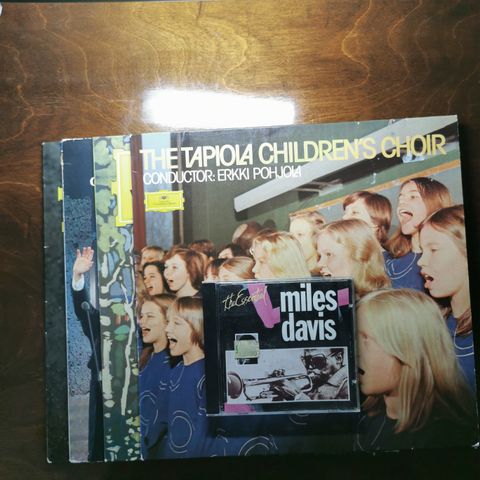 THE TAPIOLA CHILDREN'S CHOIR
CONDUCTOR: ERKKI POHJOLA
the Essential
miles
davis